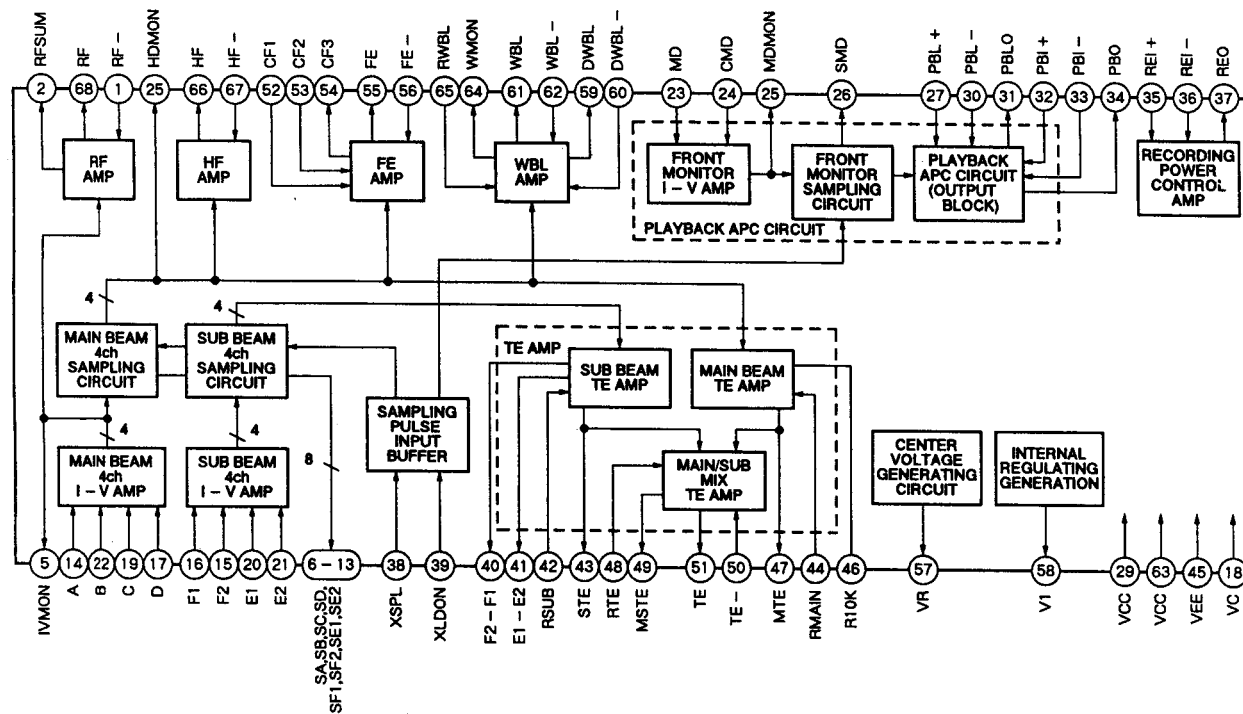 RFSUM
RF
RF -
HDMON
HF
HF -
CF1
CF2
CF3
FE
FE -
RWBL
WMON
WBL
WBL -
DWBL
DWBL -
MD
CMD
MDMON
SMD
PBL +
PBL -
PBLO
PBI +
PBI -
PBO
REI +
REI -
REO
2
68
1
25
66
67
52
53
54
55
56
65
64
61
62
59
60
23
24
25
26
27
30
31
32
33
34
35
36
37
RF
AMP
HF
AMP
FE
AMP
WBL
AMP
FRONT
MONITOR
I - V AMP
FRONT
MONITOR
SAMPLING
CIRCUIT
PLAYBACK
APC CIRCUIT
(OUTPUT
BLOCK)
RECORDING
POWER
CONTROL
AMP
PLAYBACK APC CIRCUIT
4
4
MAIN BEAM
4ch
SAMPLING
CIRCUIT
SUB BEAM
4ch
SAMPLING
CIRCUIT
TE AMP
SUB BEAM
TE AMP
MAIN BEAM
TE AMP
SAMPLING
PULSE
INPUT
BUFFER
4
4
8
MAIN BEAM
4ch
I - V AMP
SUB BEAM
4ch
I - V AMP
MAIN/SUB
MIX
TE AMP
CENTER
VOLTAGE
GENERATING
CIRCUIT
INTERNAL
REGULATING
GENERATION
5
14
22
19
17
16
15
20
21
6 - 13
38
39
40
41
42
43
48
49
51
50
47
44
46
57
58
29
63
45
18
IVMON
A
B
C
D
F1
F2
E1
E2
SA,SB,SC,SD,
SF1,SF2,SE1,SE2
XSPL
XLDON
F2 - F1
E1 - E2
RSUB
STE
RTE
MSTE
TE
TE -
MTE
RMAIN
R10K
VR
V1
VCC
VCC
VEE
VC